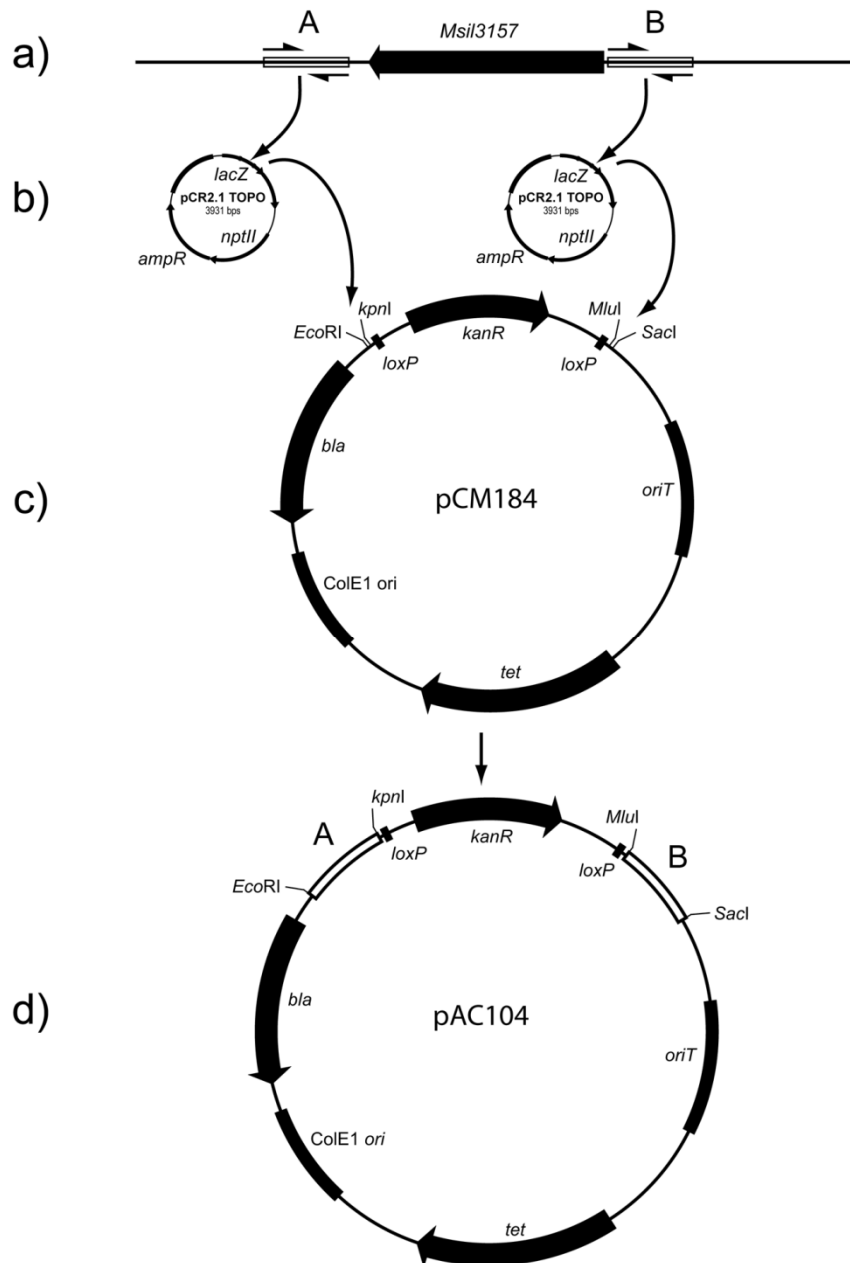 a)
A
Msil3157
B
b)
lacZ
pCR2.1 TOPO
3931 bps
nptII
ampR
lacZ
pCR2.1 TOPO
3931 bps
nptII
ampR
c)
EcoRI
kpnI
loxP
kanR
loxP
MluI
SacI
bla
pCM184
oriT
ColE1 ori
tet
d)
A
EcoRI
kpnI
loxP
kanR
loxP
MluI
B
SacI
bla
pAC104
oriT
ColE1 ori
tet